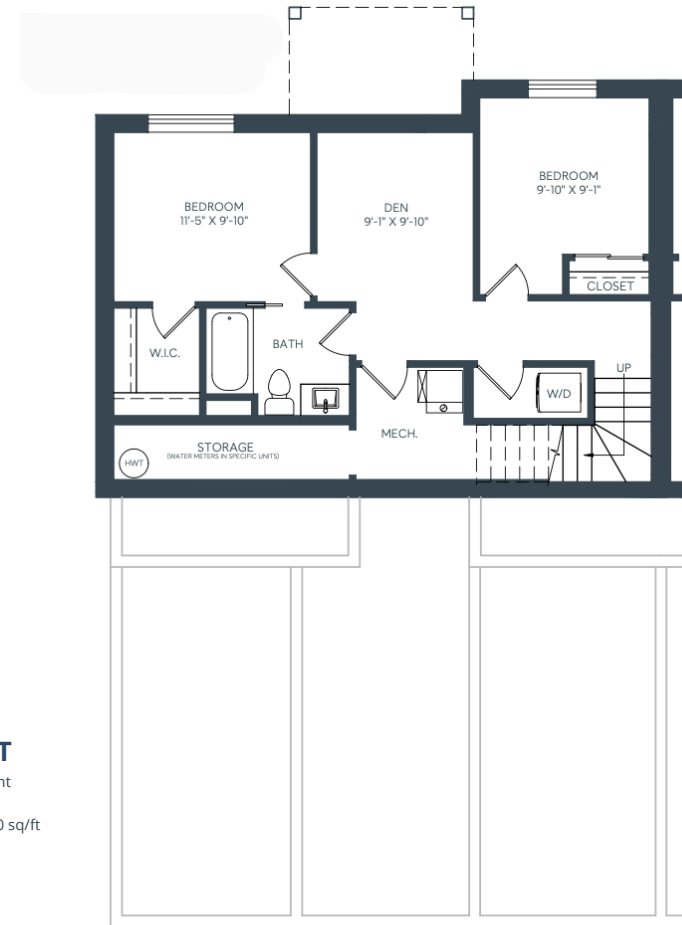 BEDROOM
11'-5" X 9'-10"
DEN
9'-1" X 9'-10"
BEDROOM
9'-10" X 9'-1"
CLOSET
W.I.C.
BATH
UP
W/D
MECH.
STORAGE
(WATER METERS IN SPECIFIC UNITS)
HWT
T
nt
0 sq/ft